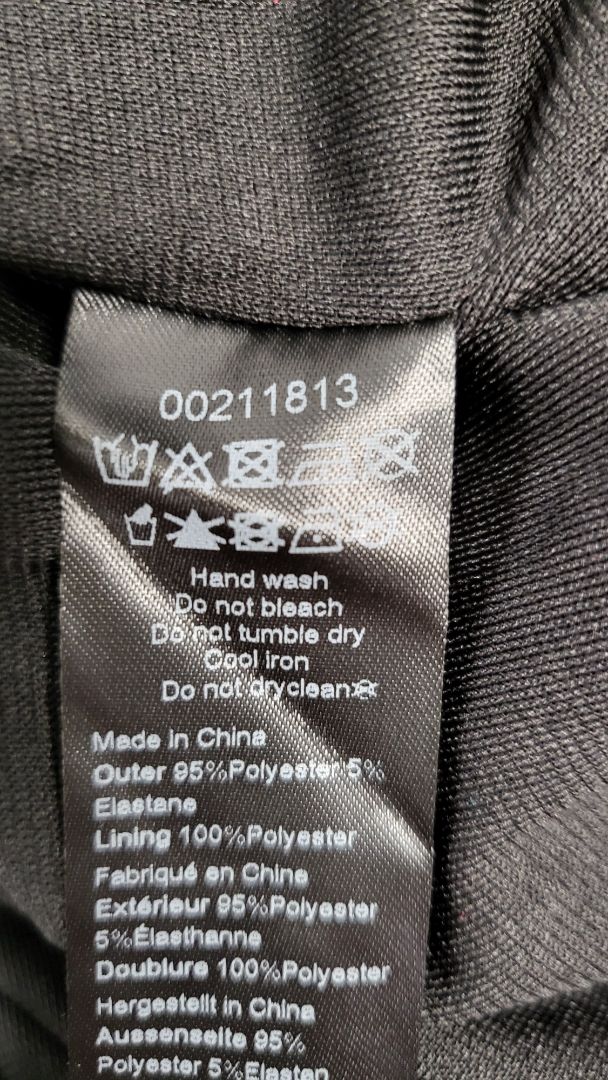 00211813
Hand wash
Do not bleach
Do not tumble dry
Cool iron
Do not dryclean
Made in China
Outer 95%Polyester 5%
Elastane
Lining 100%Polyester
Fabriqué en Chine
Extérieur 95%Polyester
5%Élasthanne
Doublure 100%Polyester
Hergestellt in China
Aussenseite 95%
Polyester 5%Elastan